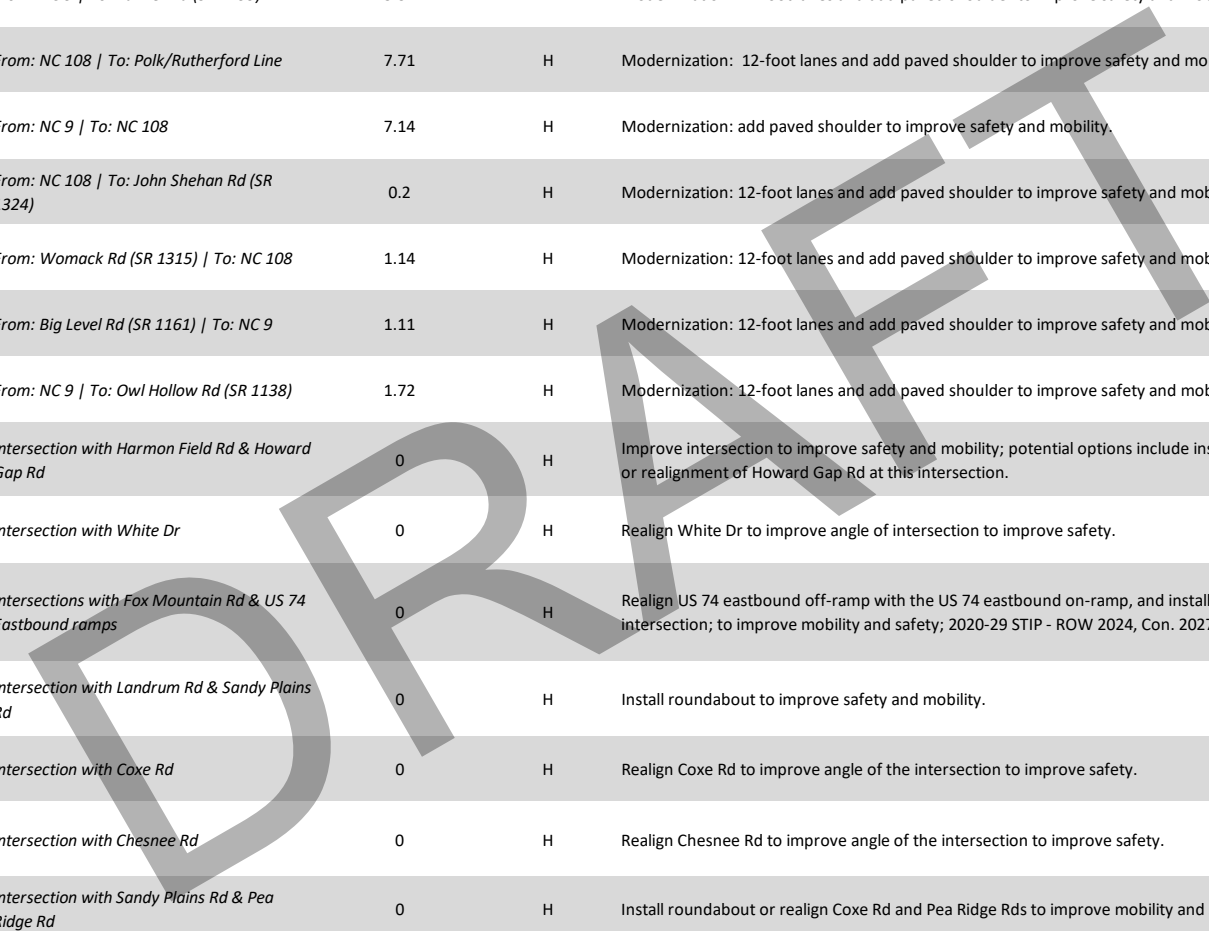 From: NC 108 | To: Polk/Rutherford Line 7.71 H Modernization: 12-foot lanes and add paved shoulder to improve safety and
From: NC 9 | To: NC 108 7.14 H Modernization: add paved shoulder to improve safety and mobility.
From: NC 108 | To: John Shehan Rd (SR
324) 0.2 H Modernization: 12-foot lanes and add paved shoulder to improve safety and
From: Womack Rd (SR 1315) | To: NC 108 1.14 H Modernization: 12-foot lanes and add paved shoulder to improve safety and
From: Big Level Rd (SR 1161) | To: NC 9 1.11 H Modernization: 12-foot lanes and add paved shoulder to improve safety and
From: NC 9 | To: Owl Hollow Rd (SR 1138) 1.72 H Modernization: 12-foot lanes and add paved shoulder to improve safety and
ntersection with Harmon Field Rd & Howard
Gap Rd 0 H Improve intersection to improve safety and mobility; potential options include
or realignment of Howard Gap Rd at this intersection.
ntersection with White Dr 0 H Realign White Dr to improve angle of intersection to improve safety.
ntersections with Fox Mountain Rd & US 74
Eastbound ramps 0 H Realign US 74 eastbound off-ramp with the US 74 eastbound on-ramp, and install
intersection; to improve mobility and safety; 2020-29 STIP - ROW 2024, Con. 2027
ntersection with Landrum Rd & Sandy Plains
Rd 0 H Install roundabout to improve safety and mobility.
ntersection with Coxe Rd 0 H Realign Coxe Rd to improve angle of the intersection to improve safety.
ntersection with Chesnee Rd 0 H Realign Chesnee Rd to improve angle of the intersection to improve safety.
ntersection with Sandy Plains Rd & Pea
Ridge Rd 0 H Install roundabout or realign Coxe Rd and Pea Ridge Rds to improve mobility and
DRAFT